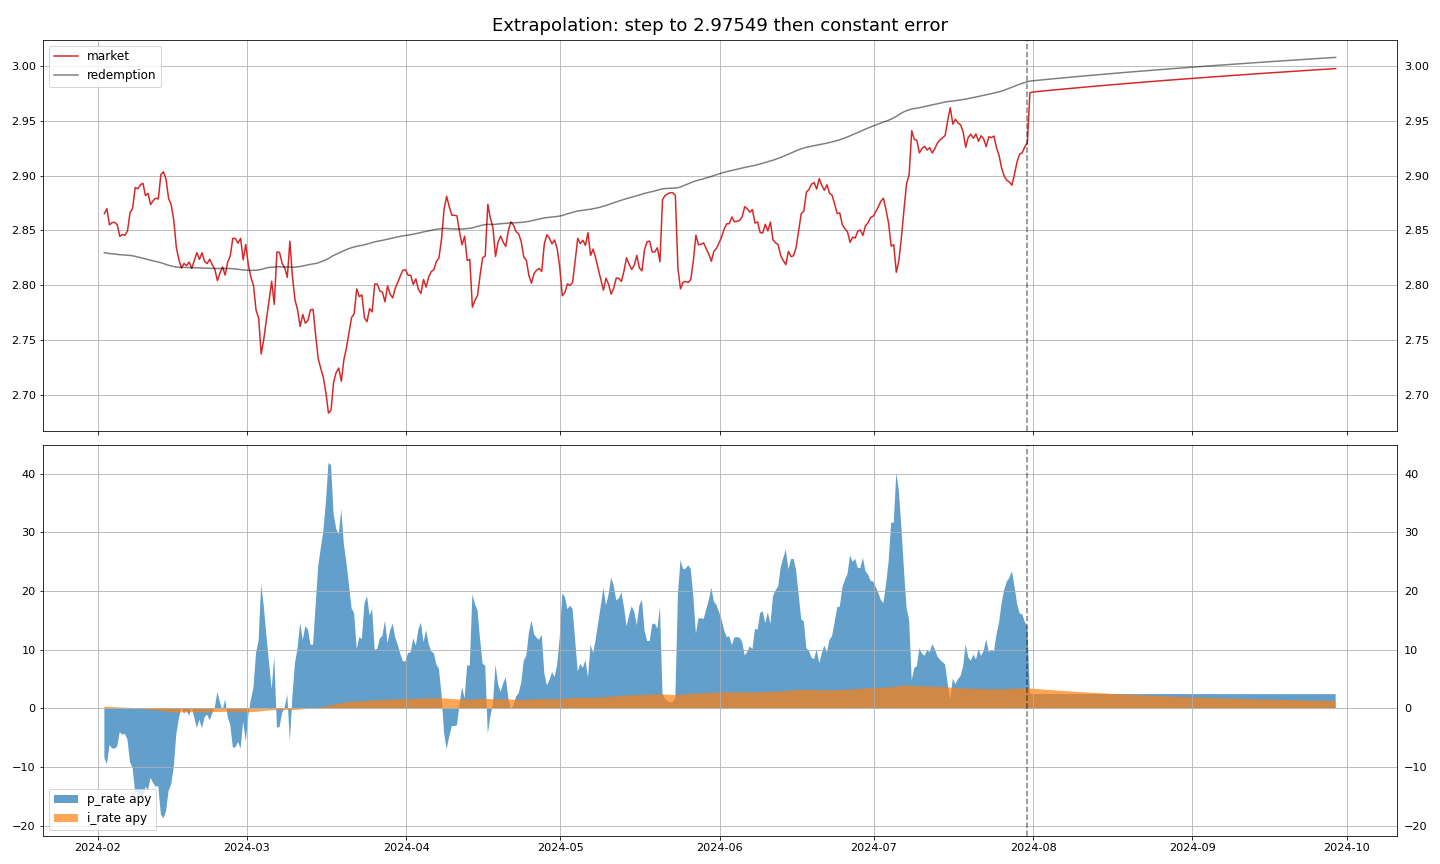 Extrapolation: step to 2.97549 then constant error
market
redemption
3.00 3.00
2.95 2.95
2.90 2.90
2.85 2.85
2.80 2.80
2.75 2.75
2.70 2.70
40 40
30 30
20 20
10 10
0 0
−10 −10
−20 −20
p_rate apy
i_rate apy
2024-02 2024-03 2024-04 2024-05 2024-06 2024-07 2024-08 2024-09 2024-10